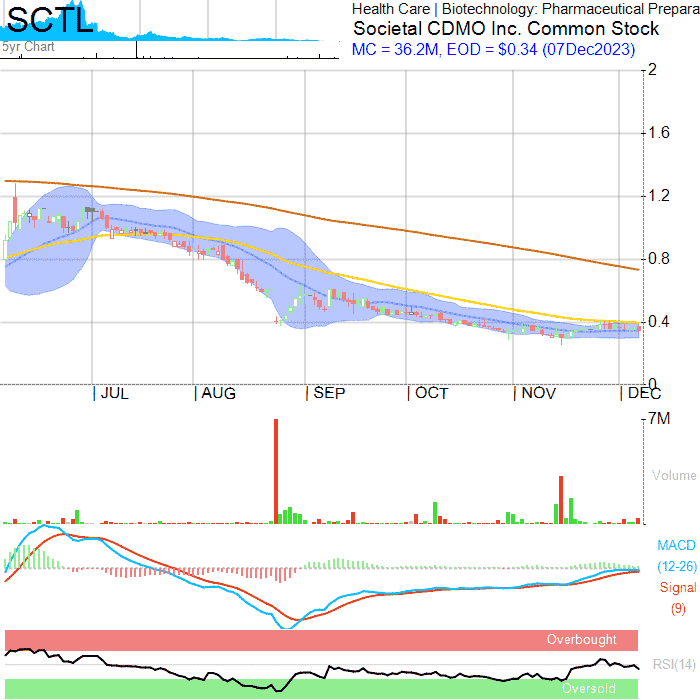 SCTL
5yr Chart
Health Care | Biotechnology: Pharmaceutical Prepara
Societal CDMO Inc. Common Stock
MC = 36.2M, EOD = $0.34 (07Dec2023)
2
1.6
1.2
0.8
0.4
0
JUL AUG SEP OCT NOV DEC
7M
Volume
MACD
(12-26)
Signal
(9)
Overbought
RSI(14)
Oversold